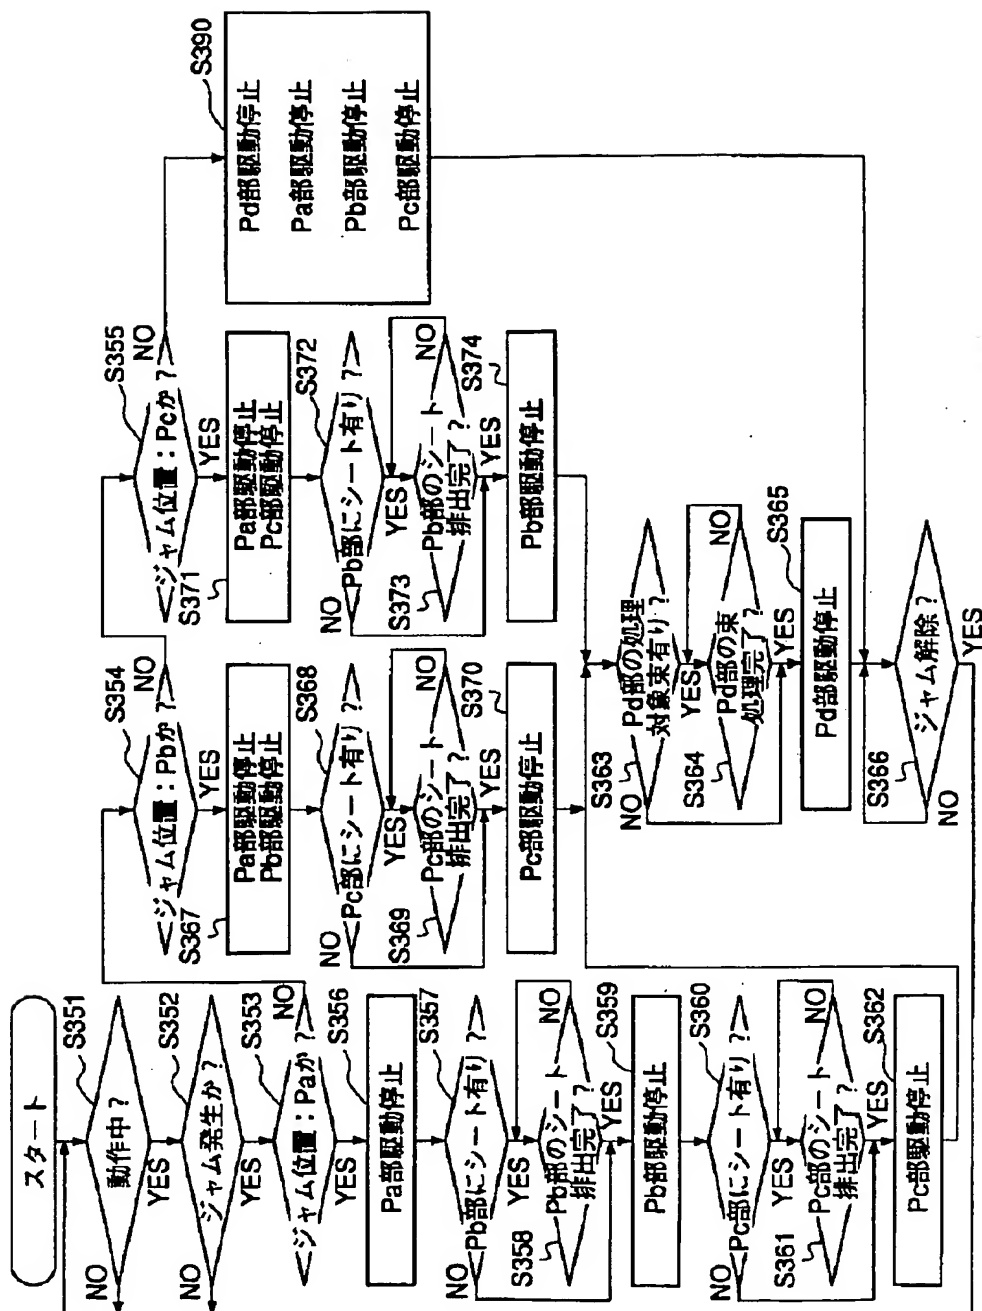 スタート
S351
動作中？
NO
YES
S352
ジャム発生か？
NO
YES
S353
ジャム位置：Paか？
NO
YES
S356
Pa部駆動停止
S357
Pb部にシート有り？
NO
YES
S358
Pb部のシート
排出完了？
NO
YES
S359
Pb部駆動停止
S360
Pc部にシート有り？
NO
YES
S361
Pc部のシート
排出完了？
NO
YES
S362
Pc部駆動停止
S354
ジャム位置：Pbか？
NO
YES
S367
Pa部駆動停止
Pb部駆動停止
S368
Pc部にシート有り？
NO
YES
S369
Pc部のシート
排出完了？
NO
YES
S370
Pc部駆動停止
S355
ジャム位置：Pcか？
NO
YES
S371
Pa部駆動停止
Pc部駆動停止
S372
Pb部にシート有り？
NO
YES
S373
Pb部のシート
排出完了？
NO
YES
S374
Pb部駆動停止
S390
Pd部駆動停止
Pa部駆動停止
Pb部駆動停止
Pc部駆動停止
S363
Pd部の処理
対象束有り？
NO
YES
S364
Pd部の束
処理完了？
NO
YES
S365
Pd部駆動停止
S366
ジャム解除？
NO
YES